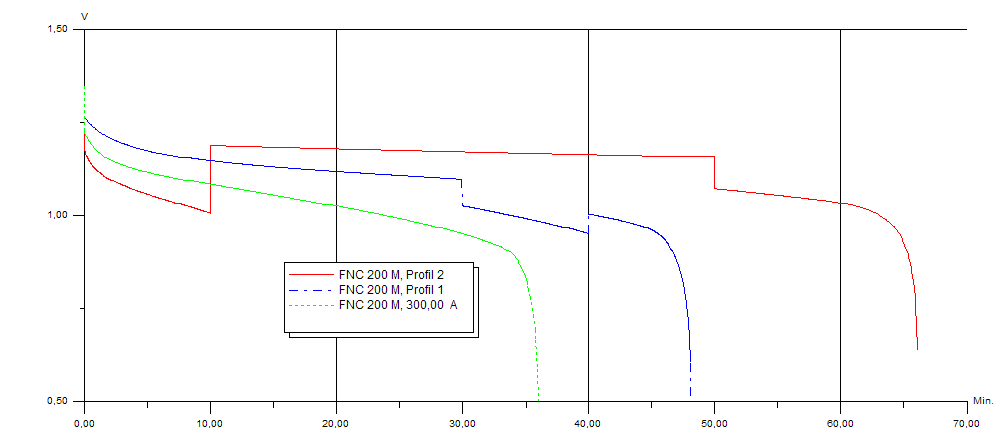 V
1,50
1,00
FNC 200 M, Profil 2
FNC 200 M, Profil 1
FNC 200 M, 300,00 A
0,50
Min.
0,00 10,00 20,00 30,00 40,00 50,00 60,00 70,00